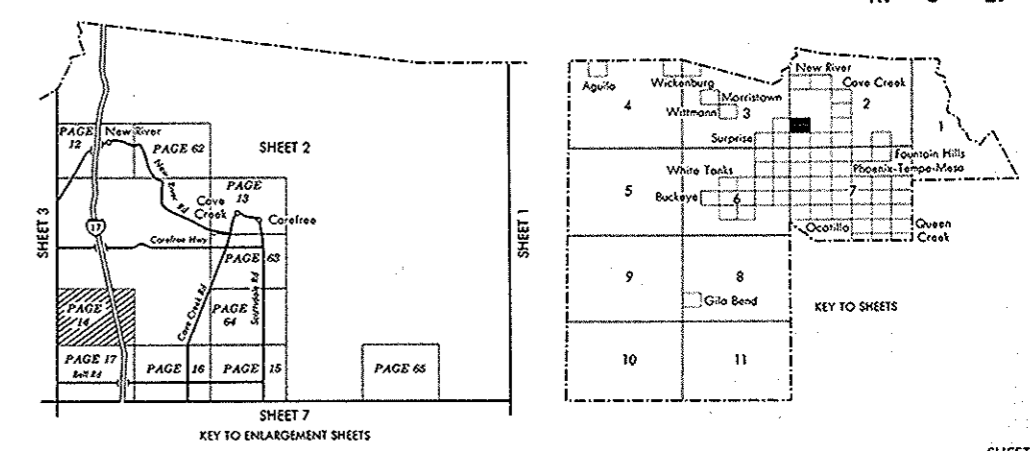 PAGE
12
New River
PAGE 62
SHEET 2
New River Rd
PAGE
13
Cave
Creek
Carefree
SHEET 3
17
Carefree Hwy
SHEET 1
PAGE 63
PAGE
14
Cave Creek Rd
PAGE
64
Scottsdale Rd
PAGE 17
Bell Rd
PAGE 16
PAGE 15
PAGE 65
SHEET 7
KEY TO ENLARGEMENT SHEETS
New River
Aguila
Wickenburg
Cave Creek
4
Morristown
2
Wittmann
3
1
Surprise
Fountain Hills
White Tanks
Phoenix-Tempe-Mesa
5
Buckeye
6
7
Ocotillo
Queen
Creek
9
8
Gila Bend
KEY TO SHEETS
10
11